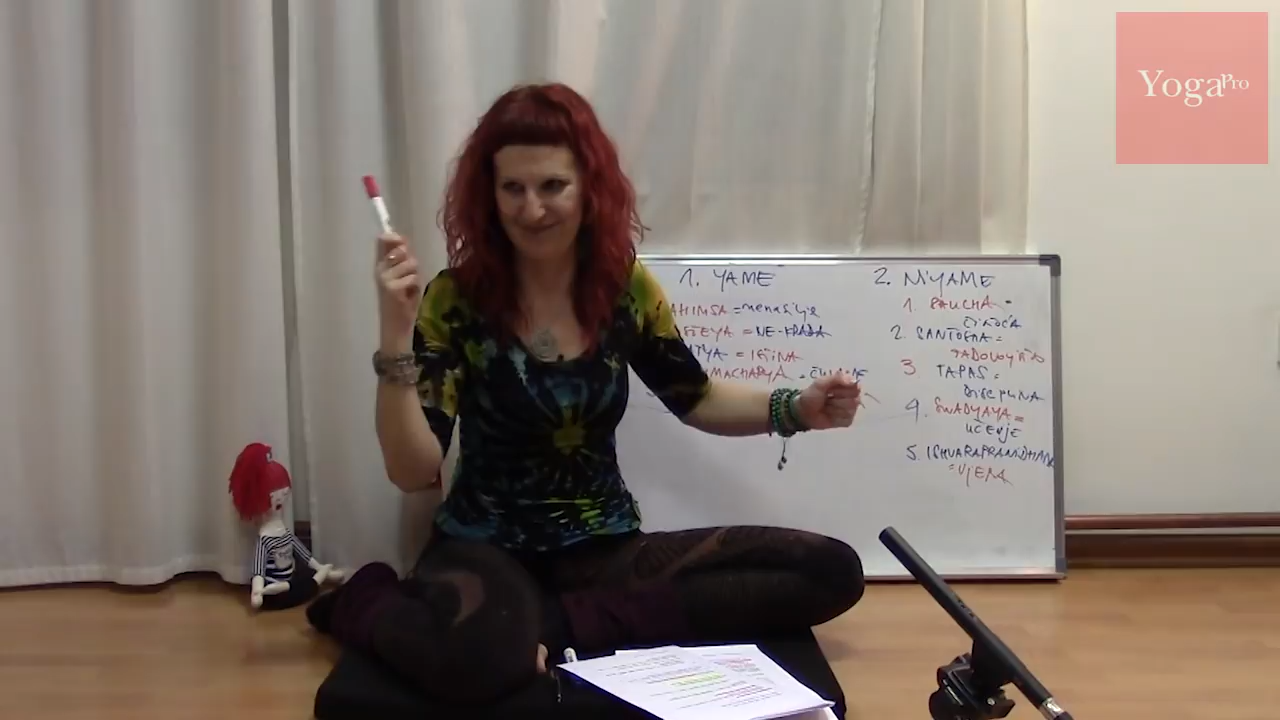 YogaPro
1. YAME
AHIMSA = nenasilje
= NE-KRAĐA
= ISTINA
2. NIYAME
1. SAUCHA =
ČISTOĆA
2. SANTOSHA =
ZADOVOLJSTVO
3. TAPAS =
DISCIPLINA
4. SWADYAYA =
UČENJE
5. ISHVARAPRANIDHANA
= VJERA